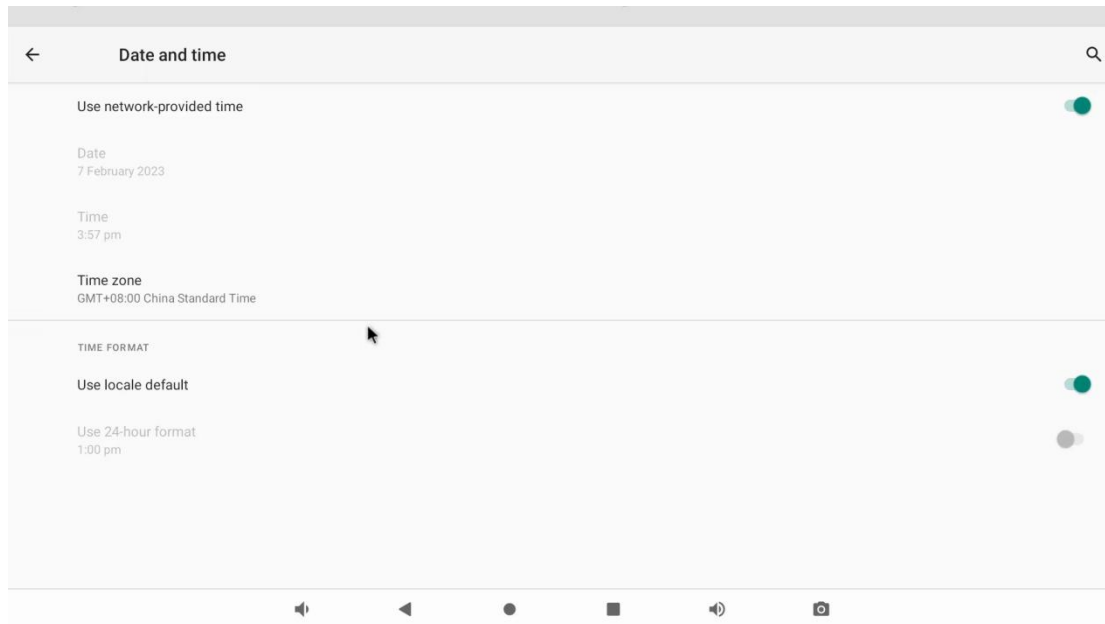 Date and time
Use network-provided time
Date
7 February 2023
Time
3:57 pm
Time zone
GMT+08:00 China Standard Time
TIME FORMAT
Use locale default
Use 24-hour format
1:00 pm